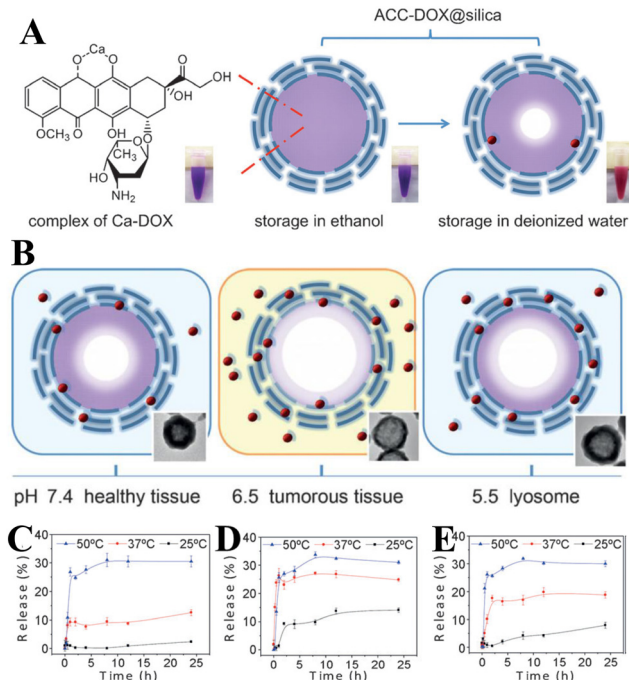 A
ACC-DOX@silica
Ca
O
O
O
OH
OH
OCH₃
O
OH
O
CH₃
O
HO
NH₂
complex of Ca-DOX
storage in ethanol
storage in deionized water
B
pH 7.4 healthy tissue
6.5 tumorous tissue
5.5 lyosome
C
50ºC 37ºC 25ºC
Release (%)
40
30
20
10
0
0 5 10 15 20 25
Time (h)
D
50ºC 37ºC 25ºC
Release (%)
40
30
20
10
0
0 5 10 15 20 25
Time (h)
E
50ºC 37ºC 25ºC
Release (%)
40
30
20
10
0
0 5 10 15 20 25
Time (h)